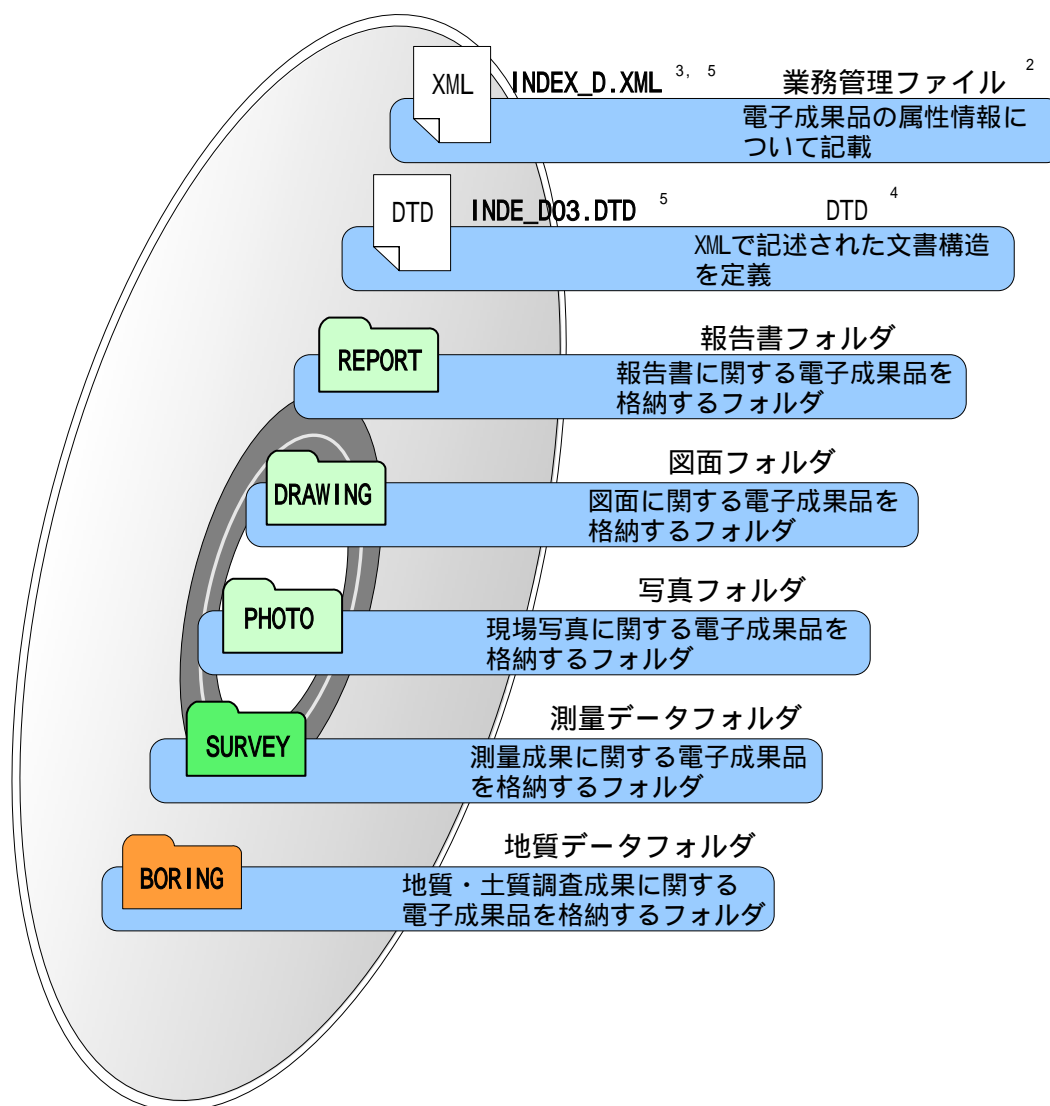 XML INDEX_D.XML 3, 5 業務管理ファイル 2
電子成果品の属性情報に
ついて記載
DTD INDE_D03.DTD 5 DTD 4
XMLで記述された文書構造
を定義
報告書フォルダ
REPORT
報告書に関する電子成果品を
格納するフォルダ
図面フォルダ
DRAWING
図面に関する電子成果品を
格納するフォルダ
写真フォルダ
PHOTO
現場写真に関する電子成果品を
格納するフォルダ
測量データフォルダ
SURVEY
測量成果に関する電子成果品
を格納するフォルダ
地質データフォルダ
BORING
地質・土質調査成果に関する
電子成果品を格納するフォルダ